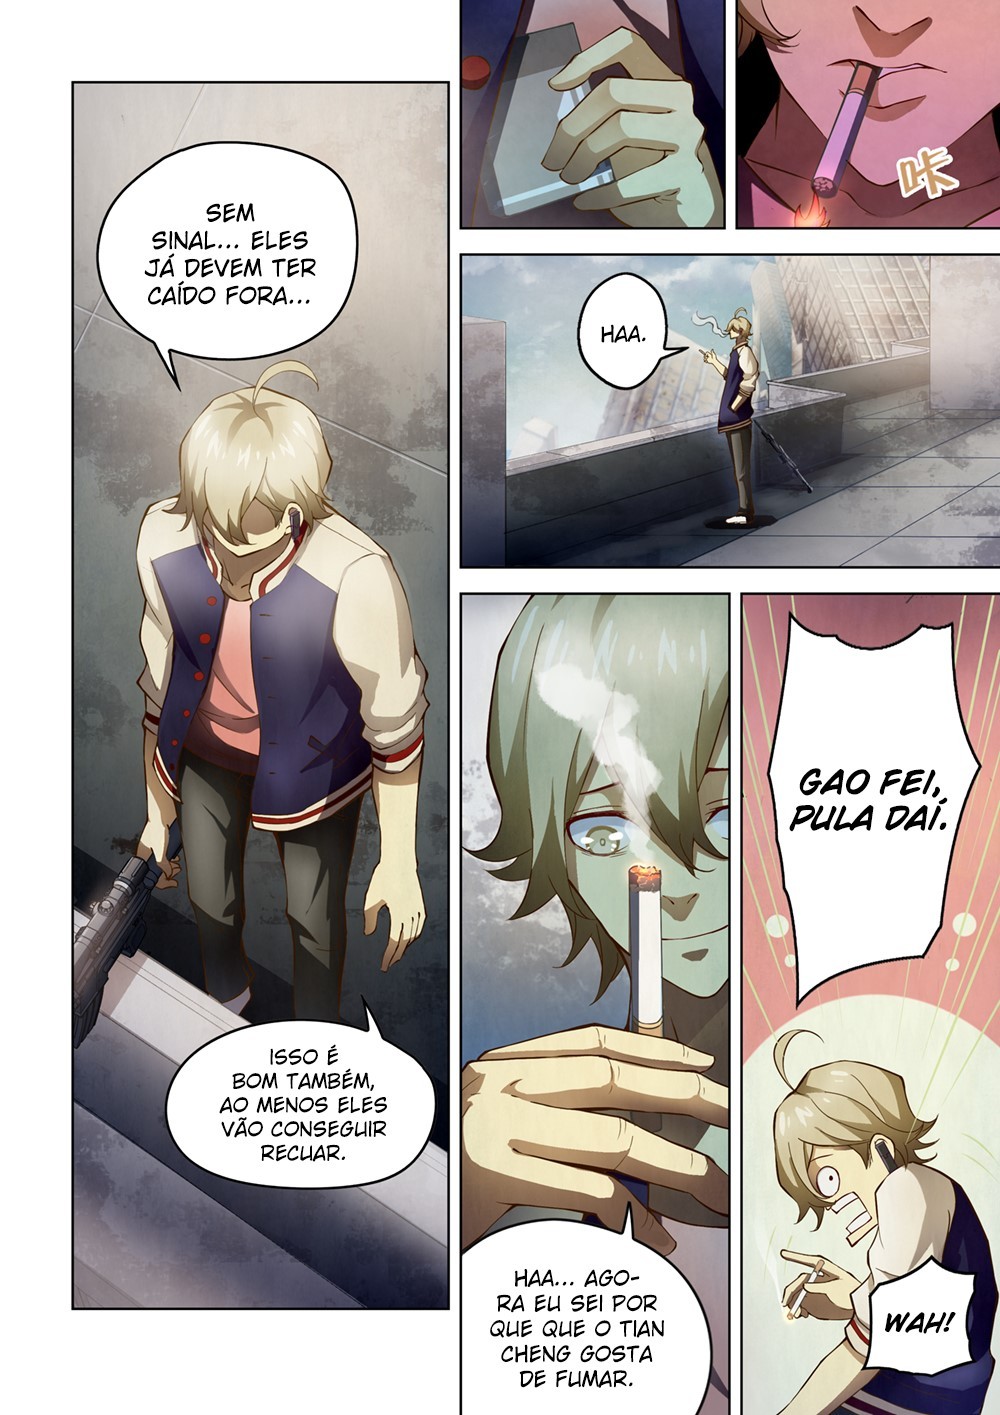 SEM
SINAL... ELES
JÁ DEVEM TER
CAÍDO FORA...
ISSO É
BOM TAMBÉM,
AO MENOS ELES
VÃO CONSEGUIR
RECUAR.
咔
HAA.
HAA... AGO-
RA EU SEI POR
QUE QUE O TIAN
CHENG GOSTA
DE FUMAR.
GAO FEI,
PULA DAÍ.
WAH!